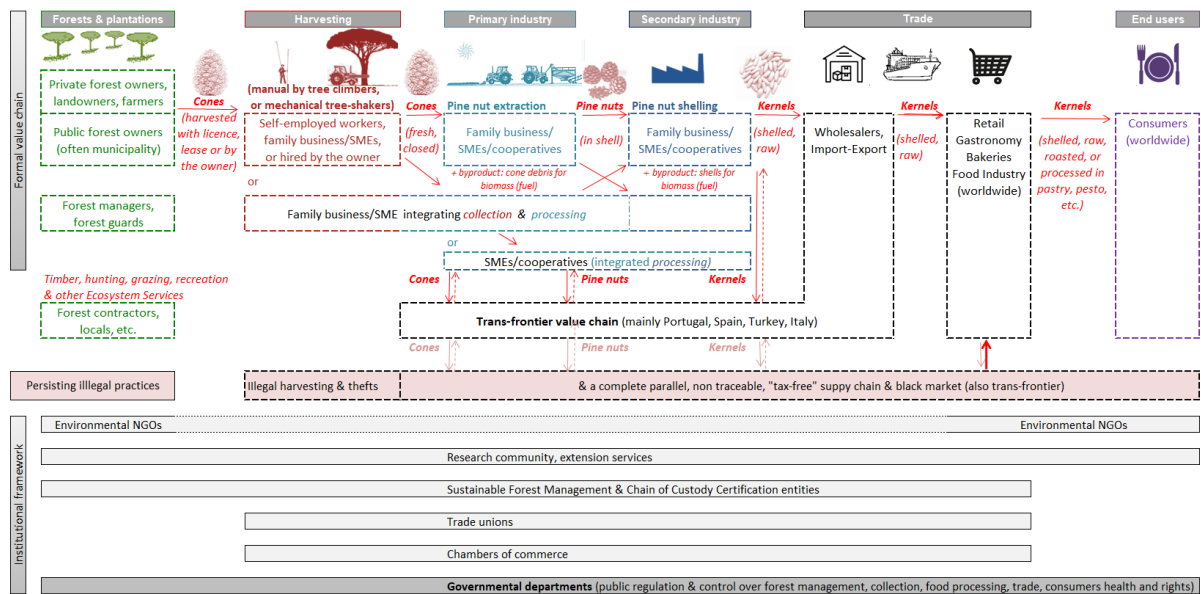 Forests & plantations
Harvesting
Primary industry
Secondary industry
Trade
End users
Formal value chain
Private forest owners,
landowners, farmers
Public forest owners
(often municipality)
Cones
(harvested
with licence,
lease or by
the owner)
(manual by tree climbers,
or mechanical tree-shakers)
Self-employed workers,
family business/SMEs,
or hired by the owner
Cones
(fresh,
closed)
Pine nut extraction
Family business/
SMEs/cooperatives
+ byproduct: cone debris for
biomass (fuel)
Pine nuts
(in shell)
Pine nut shelling
Family business/
SMEs/cooperatives
+ byproduct: shells for
biomass (fuel)
Kernels
(shelled,
raw)
Wholesalers,
Import-Export
Kernels
(shelled,
raw)
Retail
Gastronomy
Bakeries
Food Industry
(worldwide)
Kernels
(shelled, raw,
roasted, or
processed in
pastry, pesto,
etc.)
Consumers
(worldwide)
or
Forest managers,
forest guards
Family business/SME integrating collection & processing
or
SMEs/cooperatives (integrated processing)
Timber, hunting, grazing, recreation
& other Ecosystem Services
Forest contractors,
locals, etc.
Cones
Pine nuts
Kernels
Trans-frontier value chain (mainly Portugal, Spain, Turkey, Italy)
Cones
Pine nuts
Kernels
Persisting illlegal practices
Illegal harvesting & thefts
& a complete parallel, non traceable, "tax-free" suppy chain & black market (also trans-frontier)
Institutional framework
Environmental NGOs
Environmental NGOs
Research community, extension services
Sustainable Forest Management & Chain of Custody Certification entities
Trade unions
Chambers of commerce
Governmental departments (public regulation & control over forest management, collection, food processing, trade, consumers health and rights)